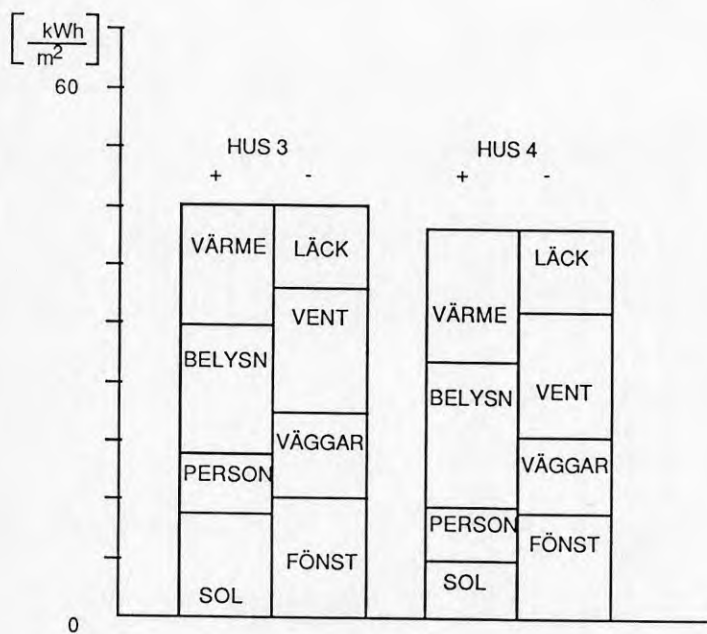 kWh
m2
60
HUS 3
HUS 4
+
-
+
-
VÄRME
LÄCK
LÄCK
VENT
VÄRME
BELYSN
VENT
BELYSN
VÄGGAR
VÄGGAR
PERSON
PERSON
FÖNST
FÖNST
SOL
SOL
0